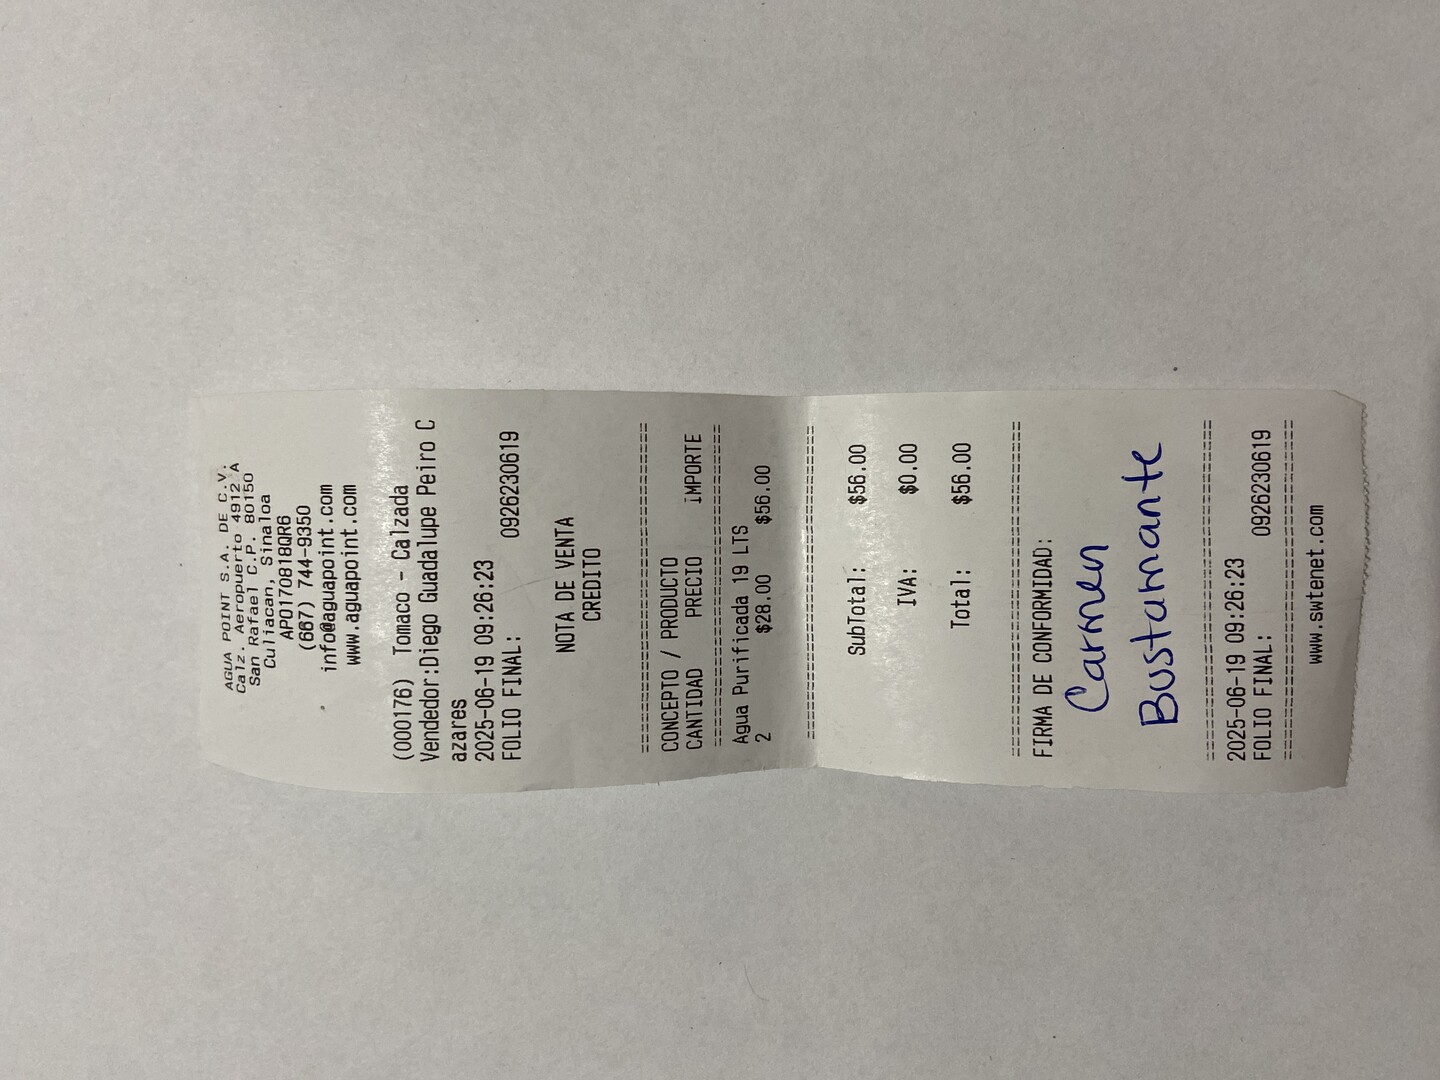 AGUA POINT S.A. DE C.V.
Calz. Aeropuerto 4912 A
San Rafael C.P. 80150
Culiacan, Sinaloa
APO170818QR6
(667) 744-9350
info@aguapoint.com
www.aguapoint.com
(000176) Tomaco - Calzada
Vendedor:Diego Guadalupe Peiro C
azares
2025-06-19 09:26:23
FOLIO FINAL: 0926230619
NOTA DE VENTA
CREDITO
================================
CONCEPTO / PRODUCTO
CANTIDAD PRECIO IMPORTE
================================
Agua Purificada 19 LTS
2 $28.00 $56.00
================================
SubTotal: $56.00
IVA: $0.00
Total: $56.00
================================
FIRMA DE CONFORMIDAD:
Carmen
Bustamante
================================
2025-06-19 09:26:23
FOLIO FINAL: 0926230619
================================
www.swtenet.com